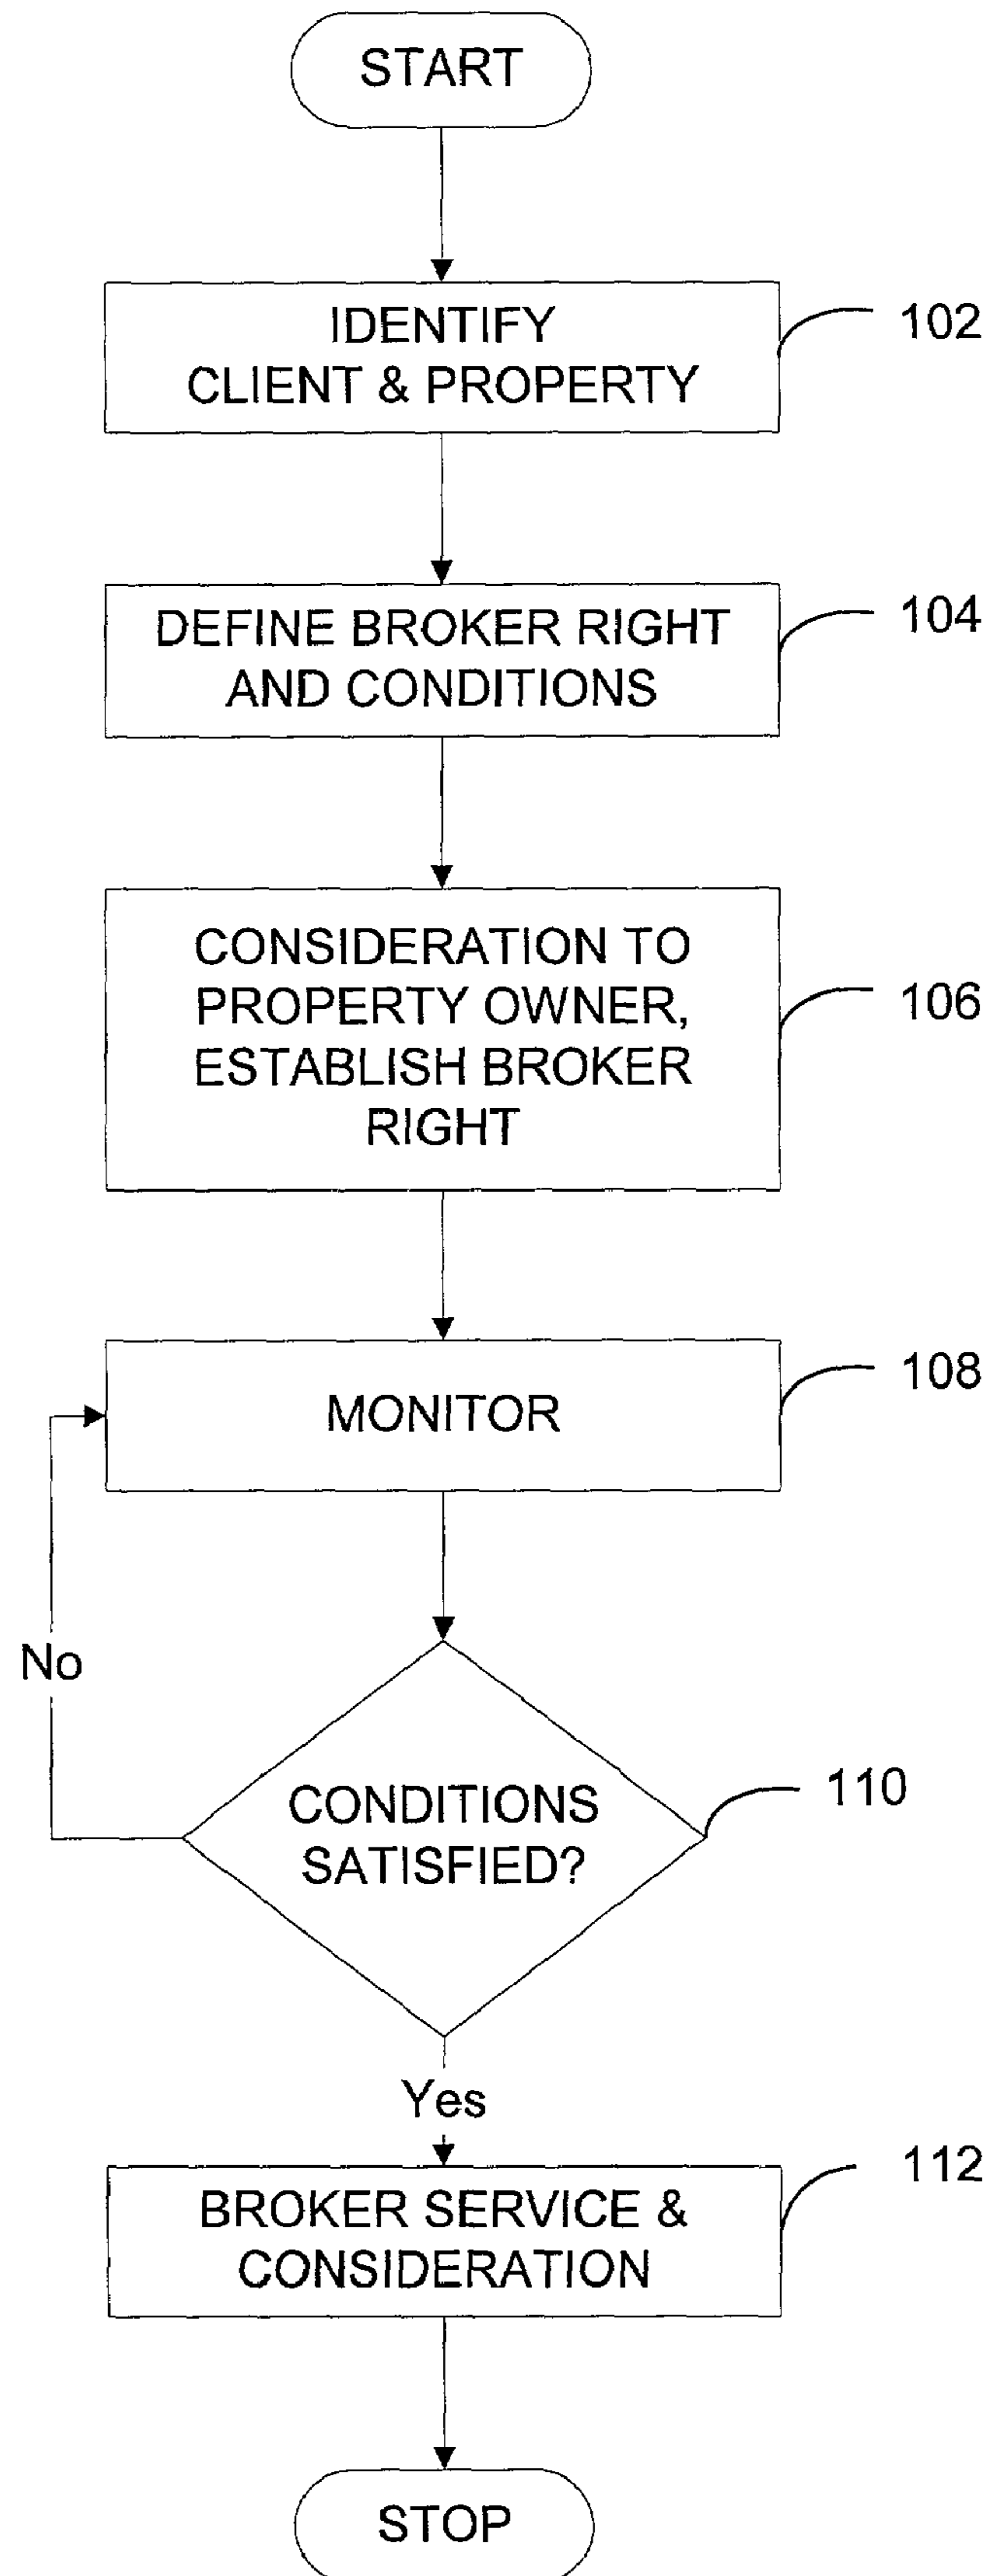 START
IDENTIFY
CLIENT & PROPERTY
102
DEFINE BROKER RIGHT
AND CONDITIONS
104
CONSIDERATION TO
PROPERTY OWNER,
ESTABLISH BROKER
RIGHT
106
MONITOR
108
No
CONDITIONS
SATISFIED?
110
Yes
BROKER SERVICE &
CONSIDERATION
112
STOP